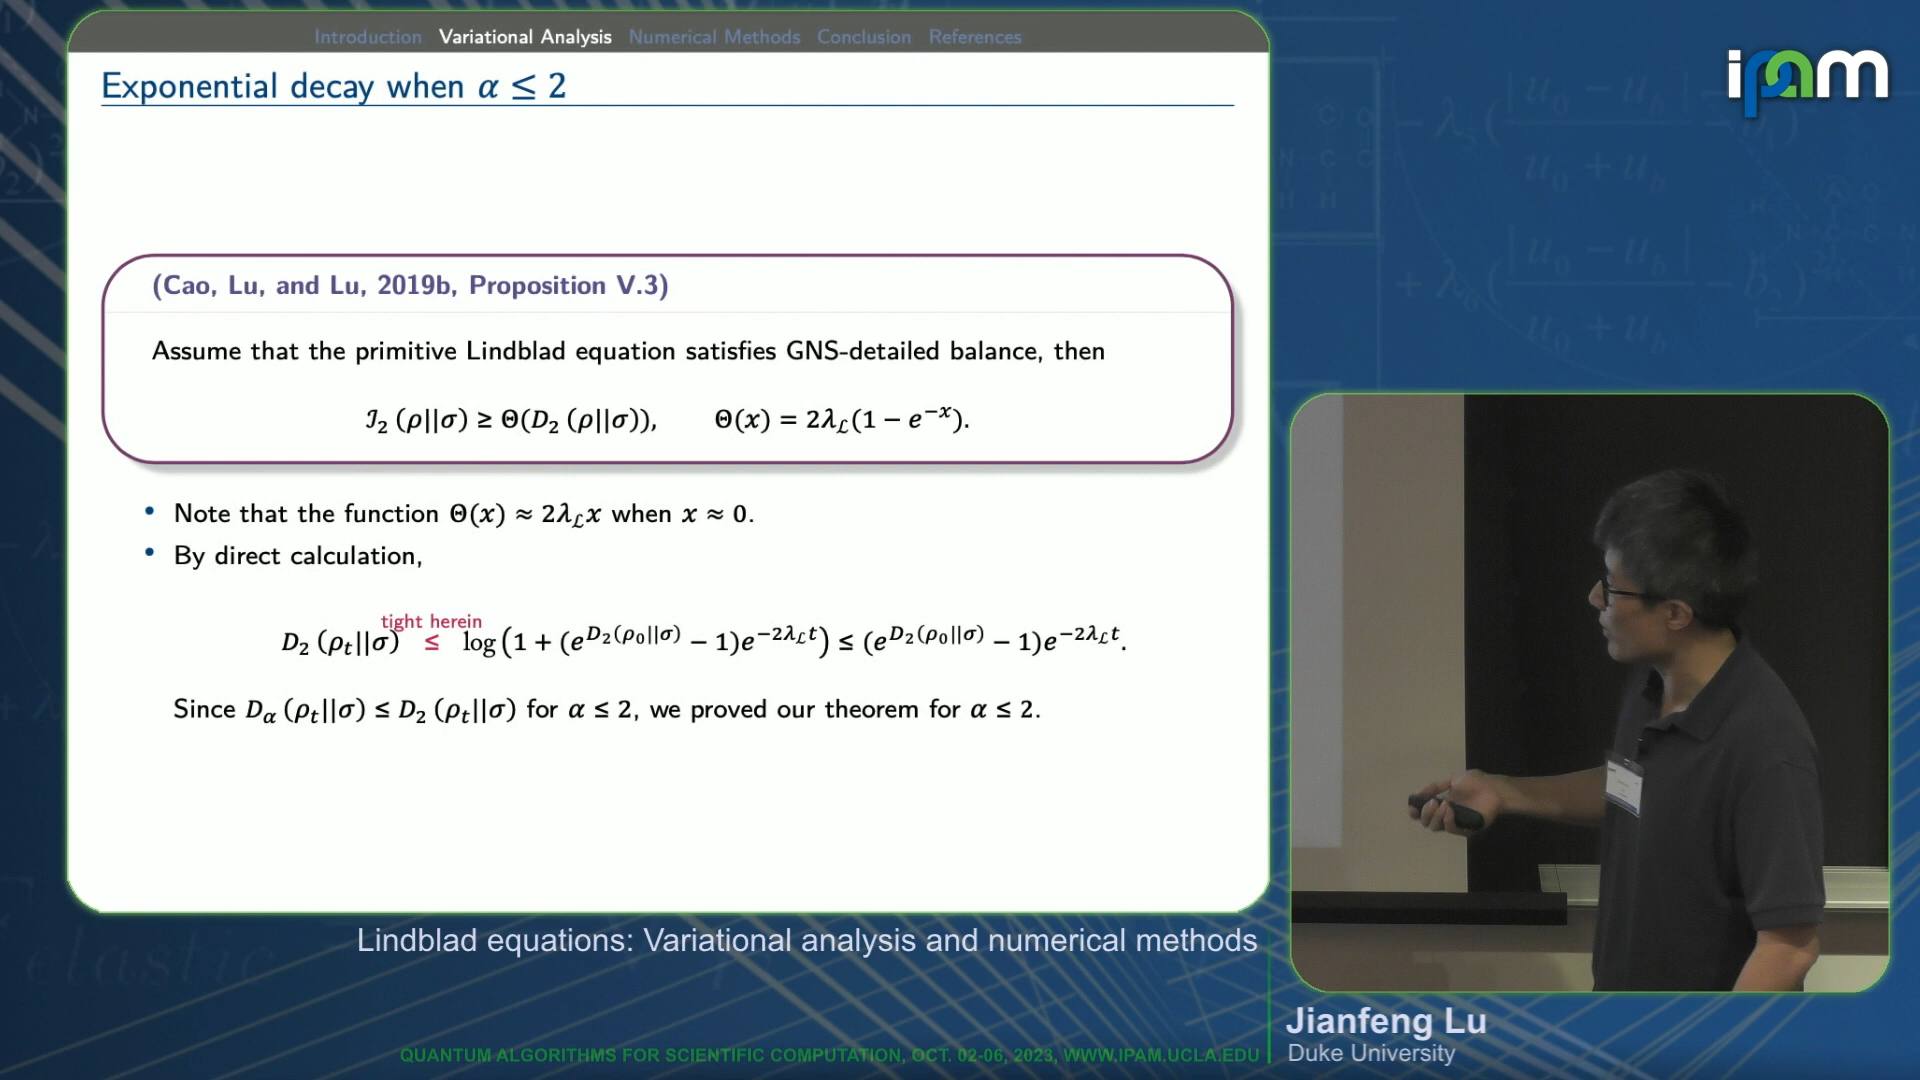 Introduction Variational Analysis Numerical Methods Conclusion References
Exponential decay when α ≤ 2
(Cao, Lu, and Lu, 2019b, Proposition V.3)
Assume that the primitive Lindblad equation satisfies GNS-detailed balance, then
ℐ₂ (ρ||σ) ≥ Θ(D₂ (ρ||σ)), Θ(x) = 2λ_ℒ(1 − e^{−x}).
• Note that the function Θ(x) ≈ 2λ_ℒx when x ≈ 0.
• By direct calculation,
tight herein
D₂ (ρ_t||σ) ≤ log(1 + (e^{D₂(ρ₀||σ)} − 1)e^{−2λ_ℒt}) ≤ (e^{D₂(ρ₀||σ)} − 1)e^{−2λ_ℒt}.
Since D_α (ρ_t||σ) ≤ D₂ (ρ_t||σ) for α ≤ 2, we proved our theorem for α ≤ 2.
ipam
Lindblad equations: Variational analysis and numerical methods
Jianfeng Lu
Duke University
QUANTUM ALGORITHMS FOR SCIENTIFIC COMPUTATION, OCT. 02-06, 2023, WWW.IPAM.UCLA.EDU
elastic